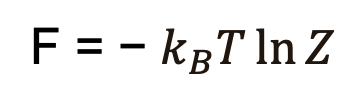 F = − k_B T ln Z